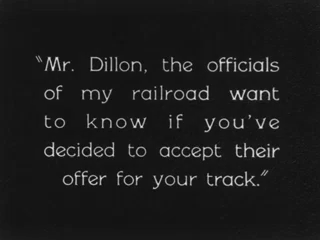 "Mr. Dillon, the officials
of my railroad want
to know if you've
decided to accept their
offer for your track."